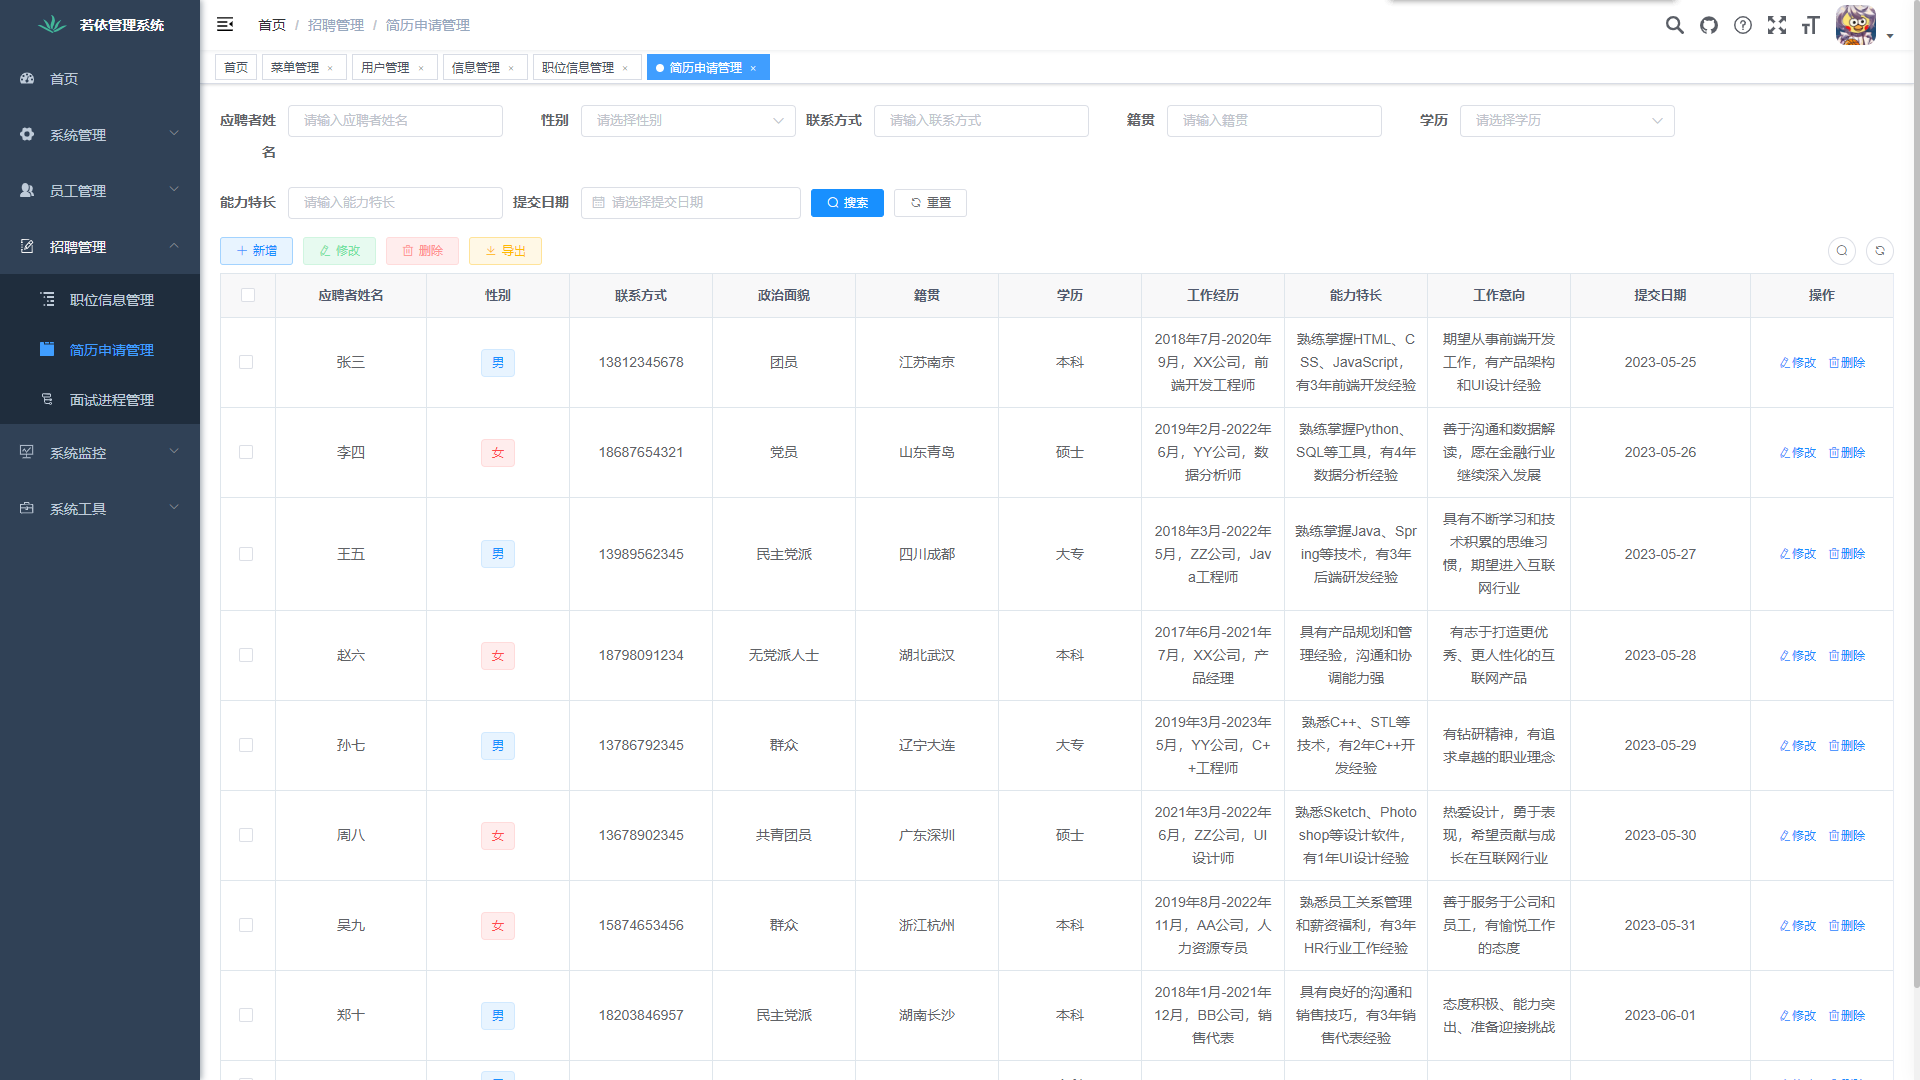 若依管理系统
首页 / 招聘管理 / 简历申请管理
首页
系统管理
员工管理
招聘管理
职位信息管理
简历申请管理
面试进程管理
系统监控
系统工具
首页 菜单管理 × 用户管理 × 信息管理 × 职位信息管理 × 简历申请管理 ×
应聘者姓名 请输入应聘者姓名 性别 请选择性别 联系方式 请输入联系方式 籍贯 请输入籍贯 学历 请选择学历
能力特长 请输入能力特长 提交日期 请选择提交日期 搜索 重置
新增 修改 删除 导出
应聘者姓名 性别 联系方式 政治面貌 籍贯 学历 工作经历 能力特长 工作意向 提交日期 操作
张三 男 13812345678 团员 江苏南京 本科 2018年7月-2020年9月，XX公司，前端开发工程师 熟练掌握HTML、CSS、JavaScript，有3年前端开发经验 期望从事前端开发工作，有产品架构和UI设计经验 2023-05-25 修改 删除
李四 女 18687654321 党员 山东青岛 硕士 2019年2月-2022年6月，YY公司，数据分析师 熟练掌握Python、SQL等工具，有4年数据分析经验 善于沟通和数据解读，愿在金融行业继续深入发展 2023-05-26 修改 删除
王五 男 13989562345 民主党派 四川成都 大专 2018年3月-2022年5月，ZZ公司，Java工程师 熟练掌握Java、Spring等技术，有3年后端研发经验 具有不断学习和技术积累的思维习惯，期望进入互联网行业 2023-05-27 修改 删除
赵六 女 18798091234 无党派人士 湖北武汉 本科 2017年6月-2021年7月，XX公司，产品经理 具有产品规划和管理经验，沟通和协调能力强 有志于打造更优秀、更人性化的互联网产品 2023-05-28 修改 删除
孙七 男 13786792345 群众 辽宁大连 大专 2019年3月-2023年5月，YY公司，C++工程师 熟悉C++、STL等技术，有2年C++开发经验 有钻研精神，有追求卓越的职业理念 2023-05-29 修改 删除
周八 女 13678902345 共青团员 广东深圳 硕士 2021年3月-2022年6月，ZZ公司，UI设计师 熟悉Sketch、Photoshop等设计软件，有1年UI设计经验 热爱设计，勇于表现，希望贡献与成长在互联网行业 2023-05-30 修改 删除
吴九 女 15874653456 群众 浙江杭州 本科 2019年8月-2022年11月，AA公司，人力资源专员 熟悉员工关系管理和薪资福利，有3年HR行业工作经验 善于服务于公司和员工，有愉悦工作的态度 2023-05-31 修改 删除
郑十 男 18203846957 民主党派 湖南长沙 本科 2018年1月-2021年12月，BB公司，销售代表 具有良好的沟通和销售技巧，有3年销售代表经验 态度积极、能力突出、准备迎接挑战 2023-06-01 修改 删除